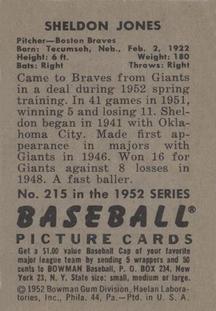 SHELDON JONES
Pitcher—Boston Braves
Born: Tecumseh, Neb., Feb. 2, 1922
Height: 6 ft. Weight: 180
Bats: Right Throws: Right
Came to Braves from Giants
in a deal during 1952 spring
training. In 41 games in 1951,
winning 5 and losing 11. Shel-
don began in 1941 with Okla-
homa City. Made first ap-
pearance in majors with
Giants in 1946. Won 16 for
Giants against 8 losses in
1948. A fast baller.
No. 215 in the 1952 SERIES
BASEBALL®
PICTURE CARDS
Get a $1.00 value Baseball Cap of your favorite
major league team by sending 5 wrappers and 50
cents to BOWMAN Baseball, P. O. BOX 234, New
York 23, N. Y. State size: small, medium or large.
©1952 Bowman Gum Division, Haelan Labora-
tories, Inc., Phila. 44, Pa.—Ptd. in U. S. A.